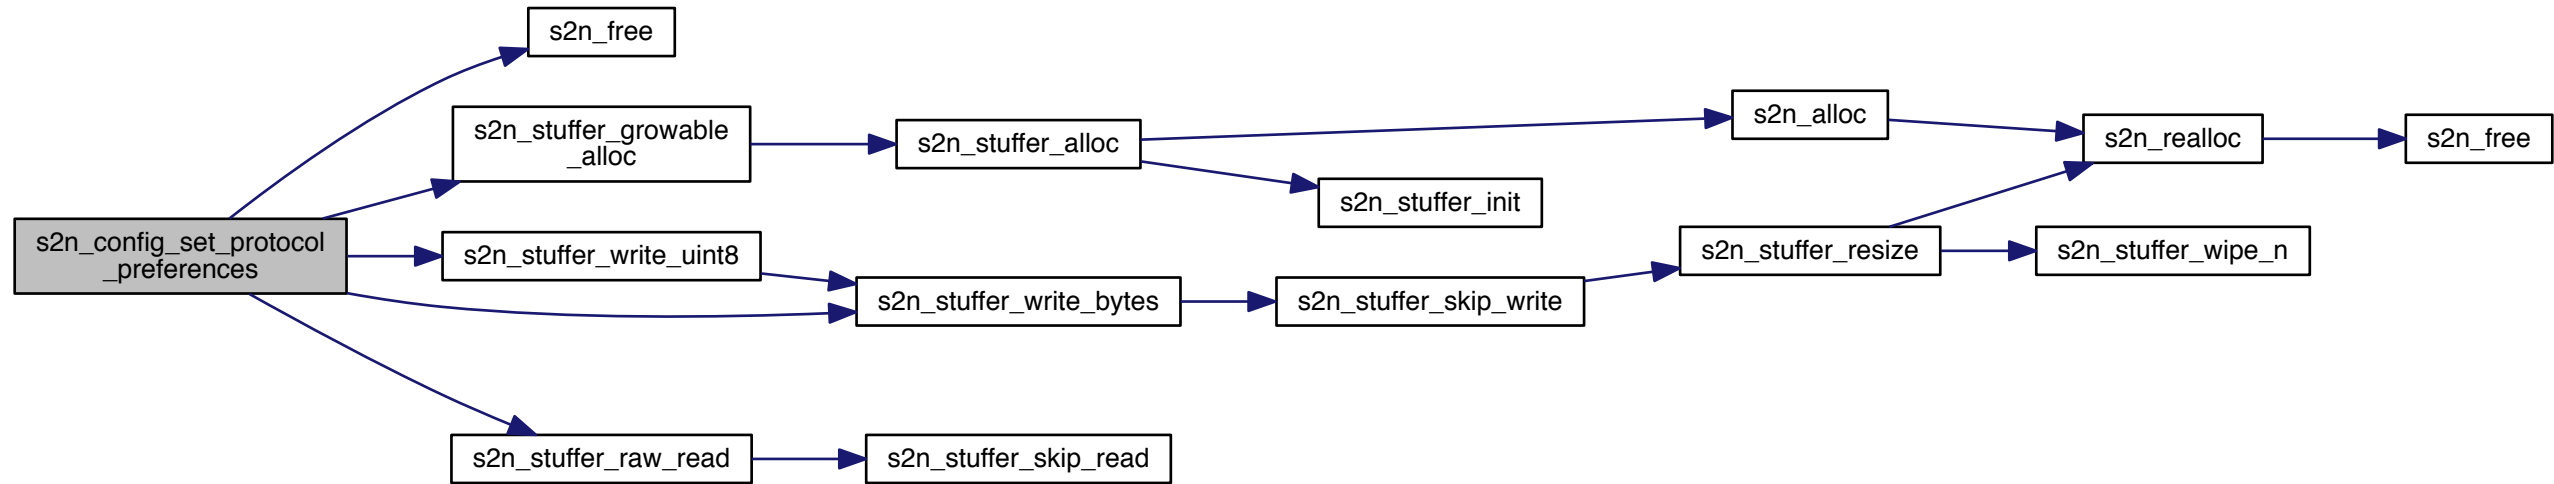 s2n_free
s2n_stuffer_growable
_alloc
s2n_stuffer_alloc
s2n_alloc
s2n_realloc
s2n_free
s2n_stuffer_init
s2n_config_set_protocol
_preferences
s2n_stuffer_write_uint8
s2n_stuffer_write_bytes
s2n_stuffer_skip_write
s2n_stuffer_resize
s2n_stuffer_wipe_n
s2n_stuffer_raw_read
s2n_stuffer_skip_read